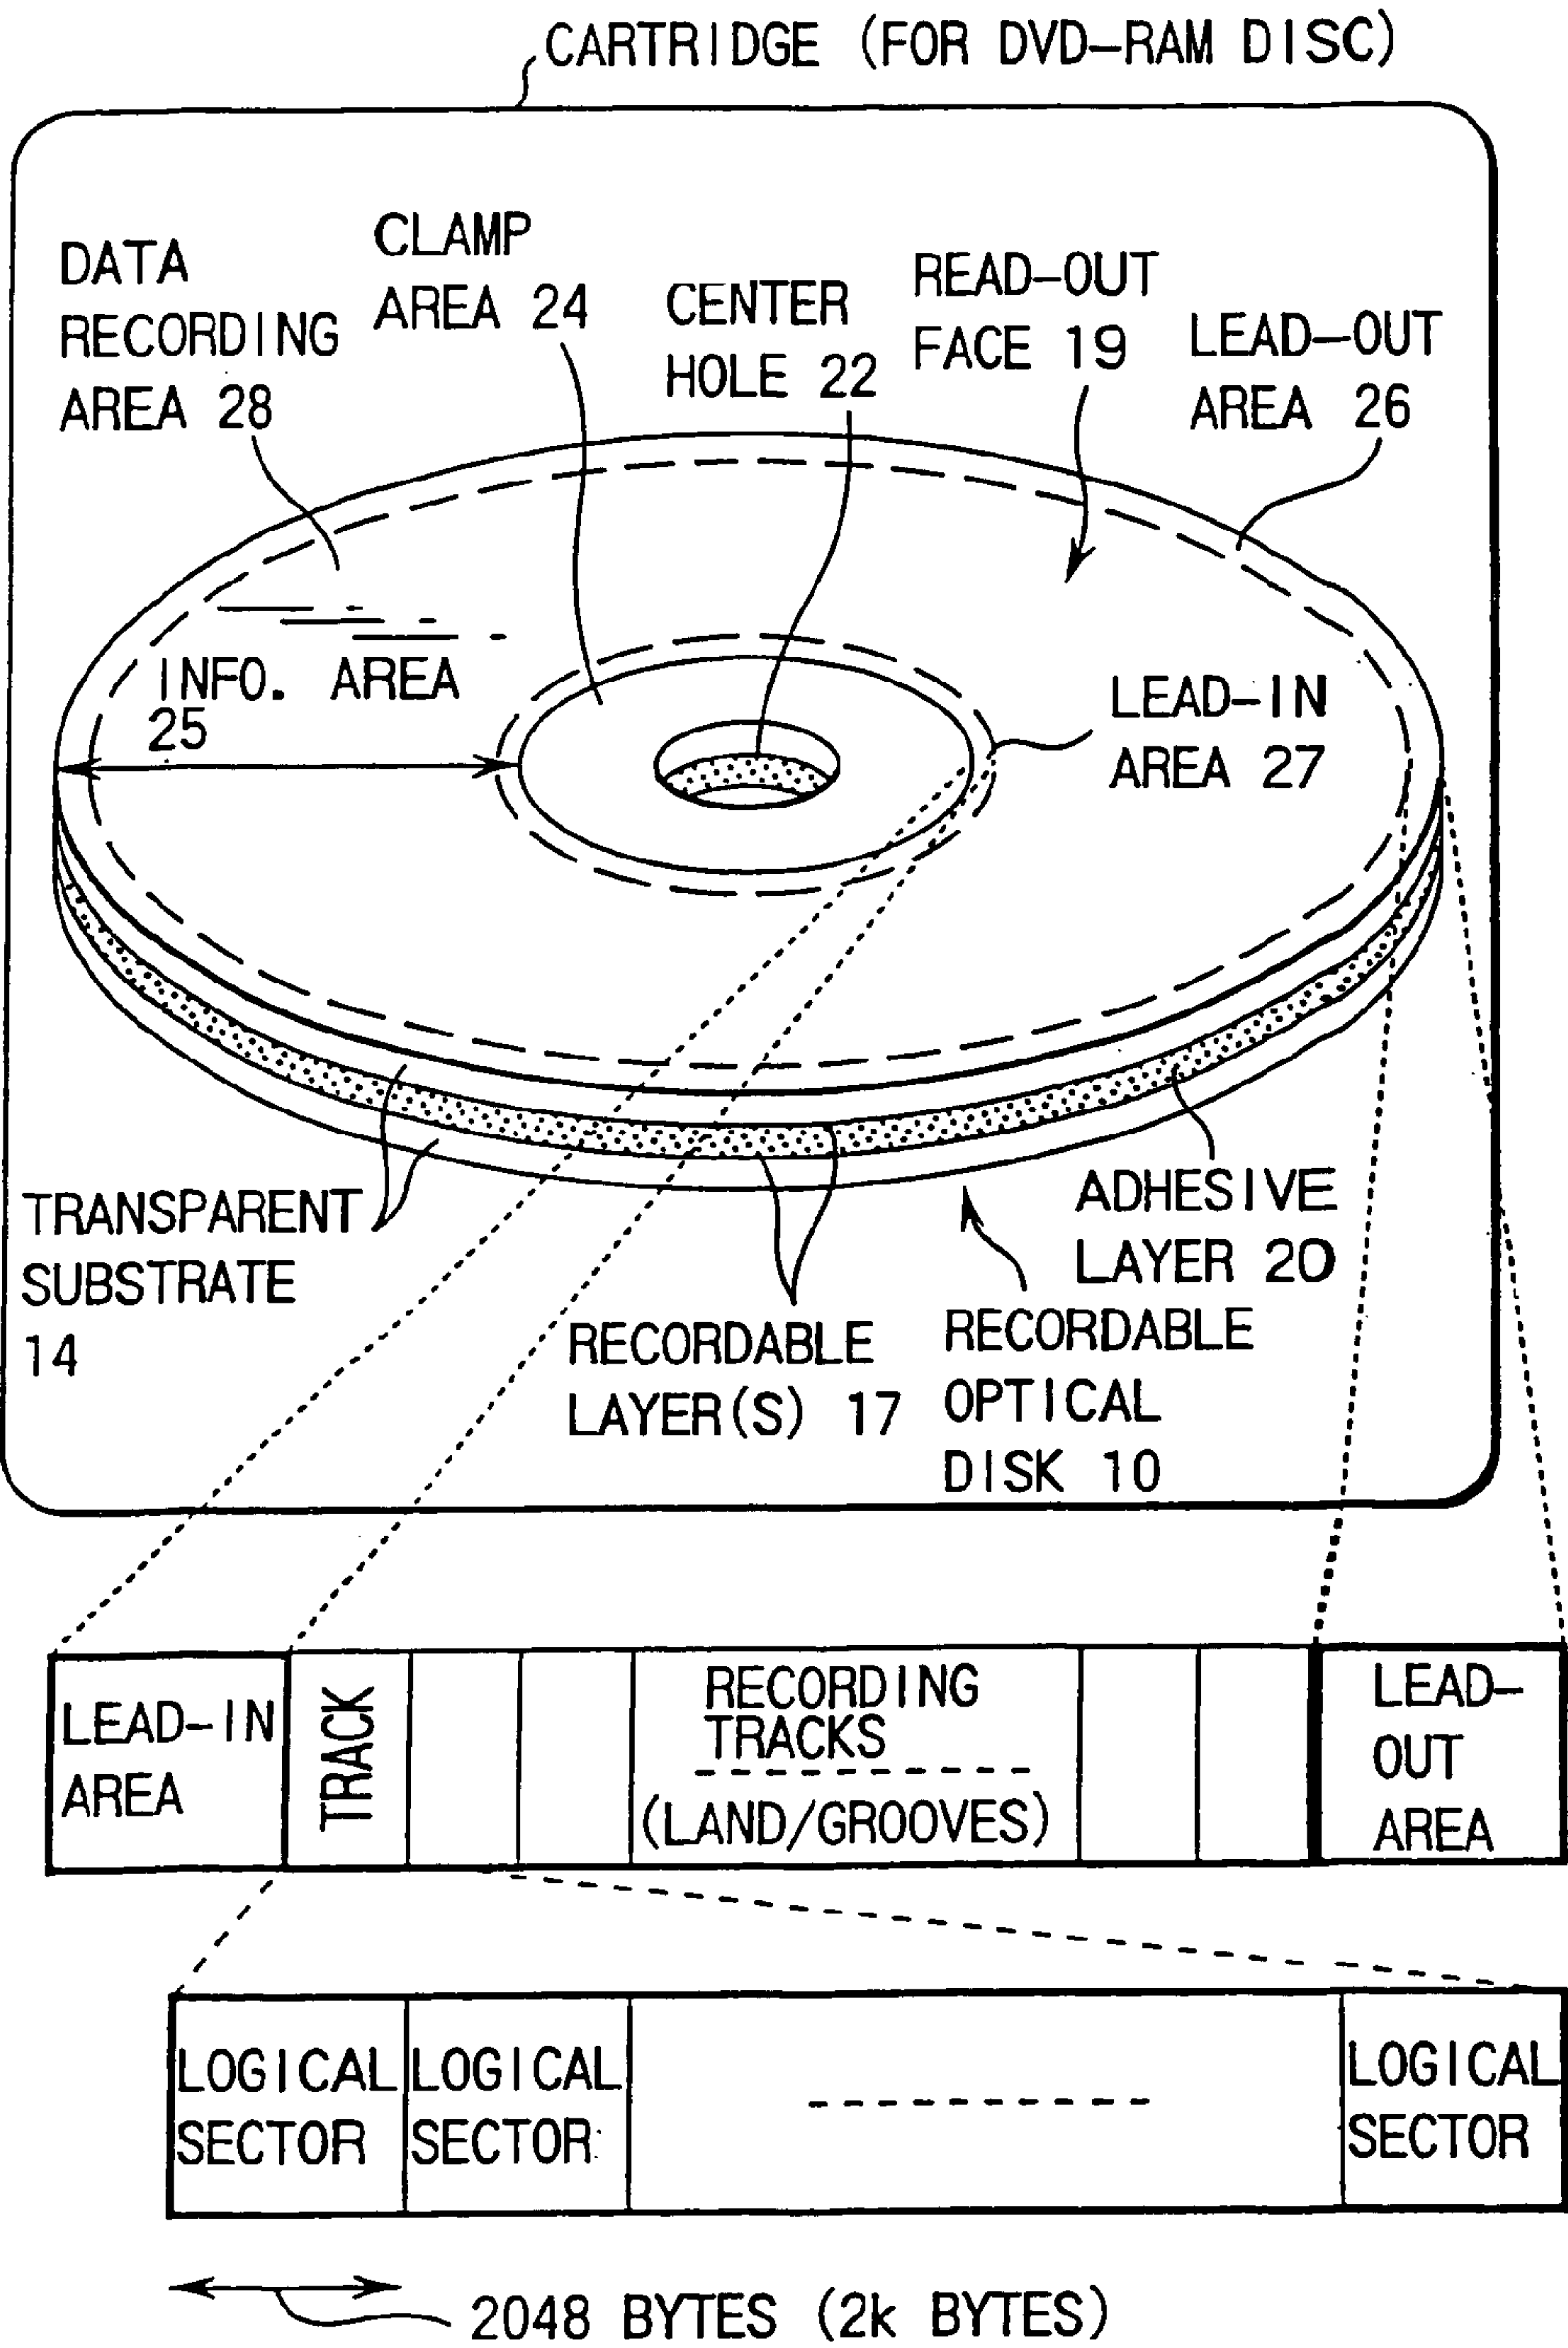 CARTRIDGE (FOR DVD-RAM DISC)
DATA
RECORDING
AREA 28
CLAMP
AREA 24
CENTER
HOLE 22
READ-OUT
FACE 19
LEAD-OUT
AREA 26
INFO. AREA
25
LEAD-IN
AREA 27
TRANSPARENT
SUBSTRATE
14
RECORDABLE
LAYER(S) 17
ADHESIVE
LAYER 20
RECORDABLE
OPTICAL
DISK 10
LEAD-IN
AREA
TRACK
RECORDING
TRACKS
(LAND/GROOVES)
LEAD-
OUT
AREA
LOGICAL
SECTOR
LOGICAL
SECTOR
LOGICAL
SECTOR
2048 BYTES (2k BYTES)